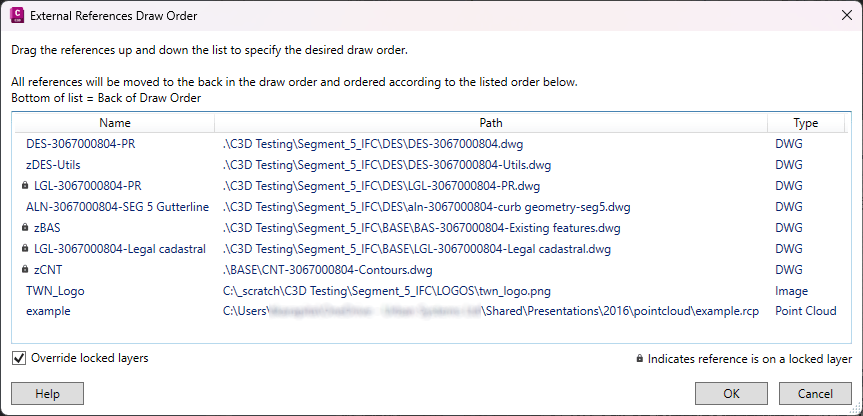 C
C3D
External References Draw Order
Drag the references up and down the list to specify the desired draw order.
All references will be moved to the back in the draw order and ordered according to the listed order below.
Bottom of list = Back of Draw Order
Name Path Type
DES-3067000804-PR .\C3D Testing\Segment_5_IFC\DES\DES-3067000804.dwg DWG
zDES-Utils .\C3D Testing\Segment_5_IFC\DES\DES-3067000804-Utils.dwg DWG
LGL-3067000804-PR .\C3D Testing\Segment_5_IFC\DES\LGL-3067000804-PR.dwg DWG
ALN-3067000804-SEG 5 Gutterline .\C3D Testing\Segment_5_IFC\DES\aln-3067000804-curb geometry-seg5.dwg DWG
zBAS .\C3D Testing\Segment_5_IFC\BASE\BAS-3067000804-Existing features.dwg DWG
LGL-3067000804-Legal cadastral .\C3D Testing\Segment_5_IFC\BASE\LGL-3067000804-Legal cadastral.dwg DWG
zCNT .\BASE\CNT-3067000804-Contours.dwg DWG
TWN_Logo C:\_scratch\C3D Testing\Segment_5_IFC\LOGOS\twn_logo.png Image
example C:\Users\ \Shared\Presentations\2016\pointcloud\example.rcp Point Cloud
Override locked layers Indicates reference is on a locked layer
Help OK Cancel